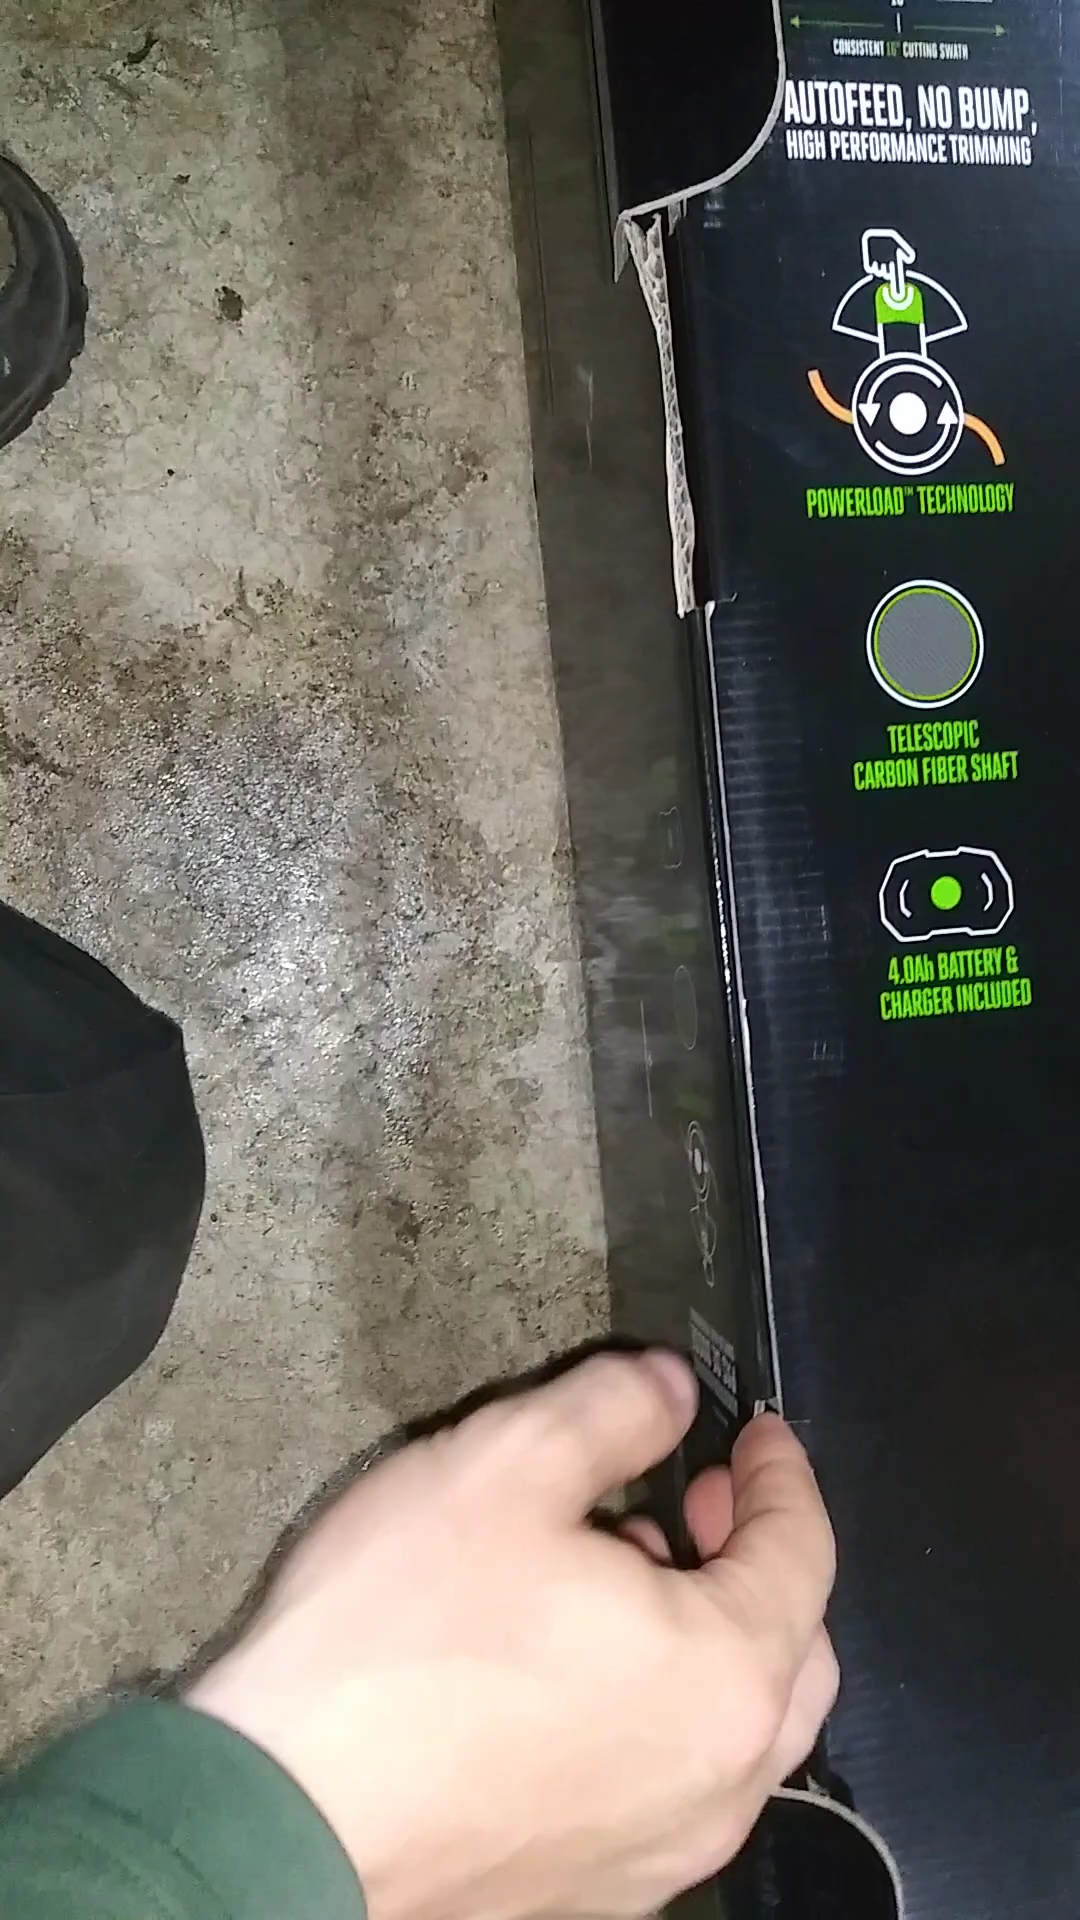 CONSISTENT 16" CUTTING SWATH
AUTOFEED, NO BUMP,
HIGH PERFORMANCE TRIMMING
POWERLOAD™ TECHNOLOGY
TELESCOPIC
CARBON FIBER SHAFT
4.0Ah BATTERY &
CHARGER INCLUDED